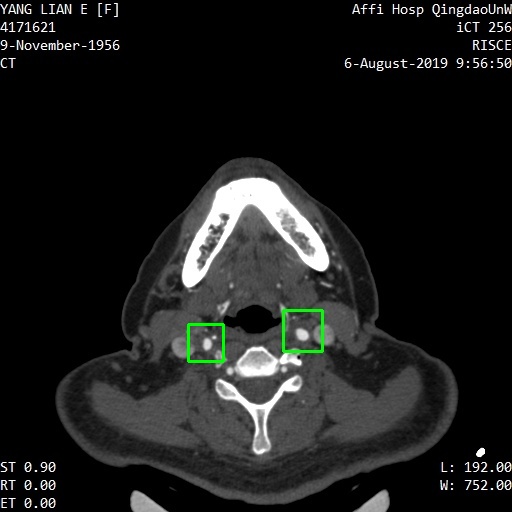 YANG LIAN E [F]
4171621
9-November-1956
CT
Affi Hosp QingdaoUnW
iCT 256
RISCE
6-August-2019 9:56:50
ST 0.90
RT 0.00
ET 0.00
L: 192.00
W: 752.00